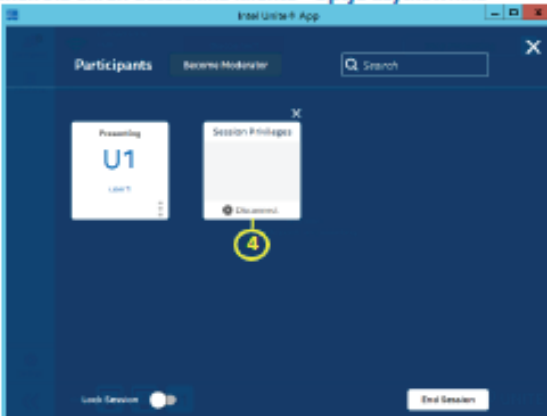 Intel Unite® App
Participants
Become Moderator
Search
Presenting
U1
Session Privileges
Disconnect
4
Lock Session
End Session